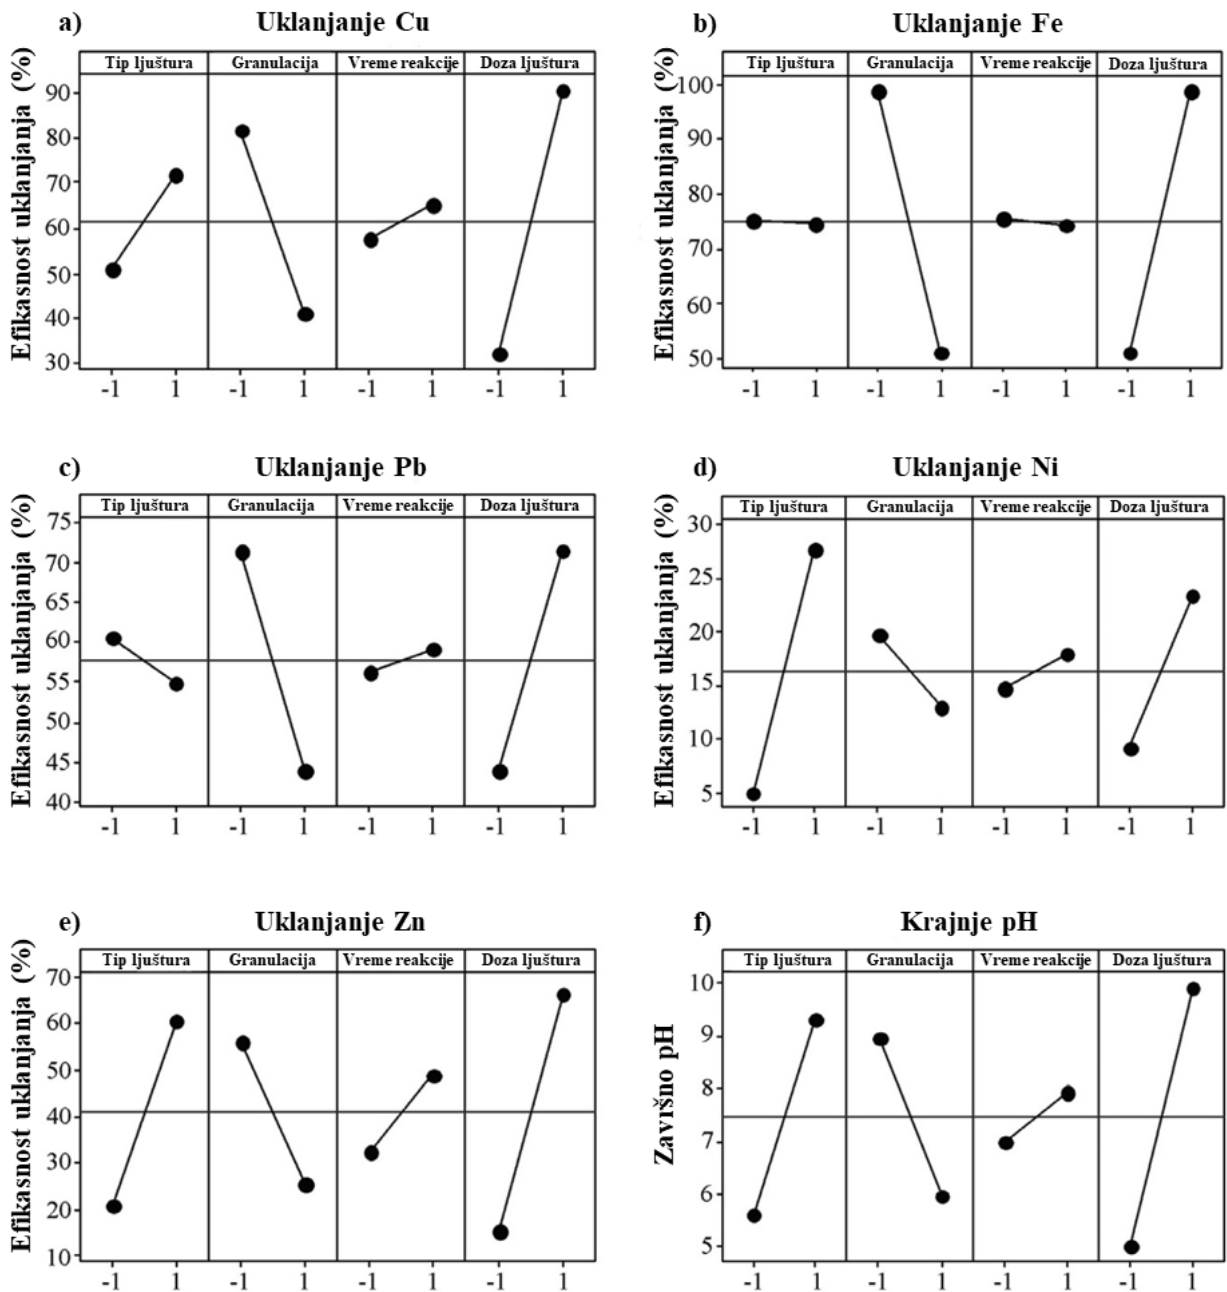 a) Uklanjanje Cu
Efikasnost uklanjanja (%)
Tip ljuštura Granulacija Vreme reakcije Doza ljuštura
90
80
70
60
50
40
30
-1 1 -1 1 -1 1 -1 1
b) Uklanjanje Fe
Efikasnost uklanjanja (%)
Tip ljuštura Granulacija Vreme reakcije Doza ljuštura
100
90
80
70
60
50
-1 1 -1 1 -1 1 -1 1
c) Uklanjanje Pb
Efikasnost uklanjanja (%)
Tip ljuštura Granulacija Vreme reakcije Doza ljuštura
75
70
65
60
55
50
45
40
-1 1 -1 1 -1 1 -1 1
d) Uklanjanje Ni
Efikasnost uklanjanja (%)
Tip ljuštura Granulacija Vreme reakcije Doza ljuštura
30
25
20
15
10
5
-1 1 -1 1 -1 1 -1 1
e) Uklanjanje Zn
Efikasnost uklanjanja (%)
Tip ljuštura Granulacija Vreme reakcije Doza ljuštura
70
60
50
40
30
20
10
-1 1 -1 1 -1 1 -1 1
f) Krajnje pH
Završno pH
Tip ljuštura Granulacija Vreme reakcije Doza ljuštura
10
9
8
7
6
5
-1 1 -1 1 -1 1 -1 1